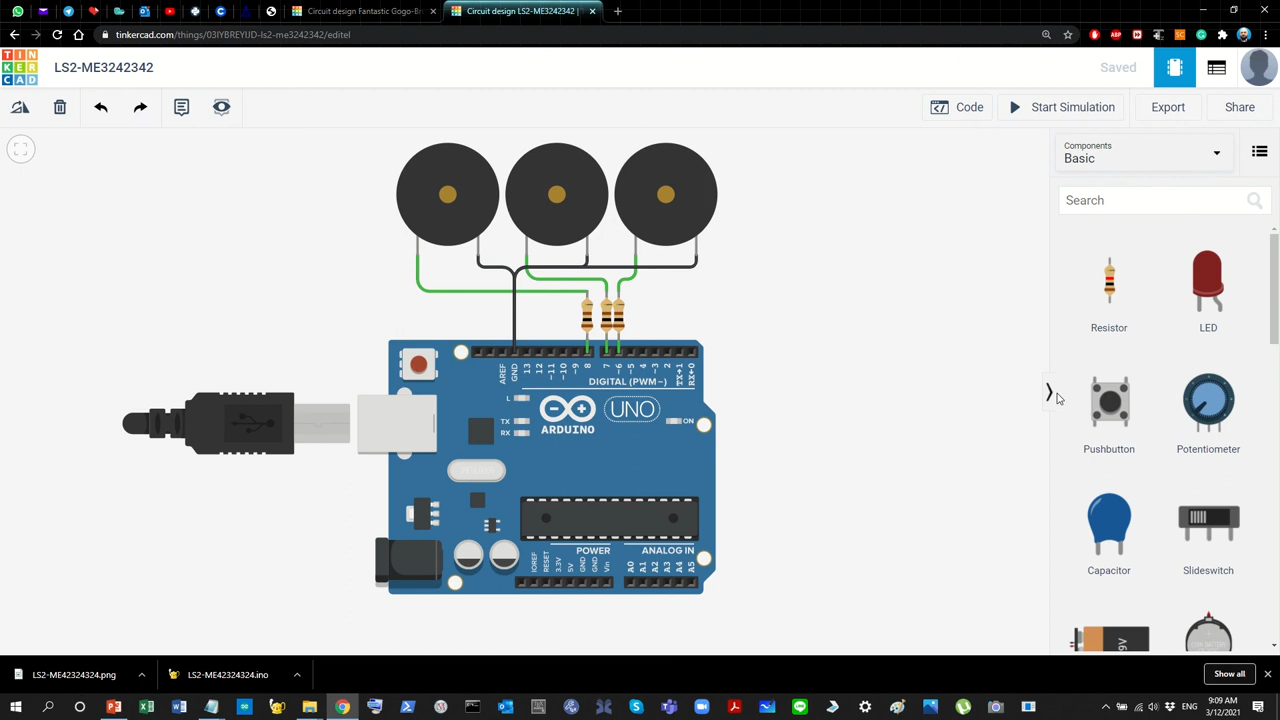 Circuit design Fantastic Gogo-Br
Circuit design LS2-ME3242342 |
tinkercad.com/things/03IYBREYIJD-ls2-me3242342/editel
TIN
KER
CAD
LS2-ME3242342
Saved
Code
Start Simulation
Export
Share
Components
Basic
Search
Resistor
LED
Pushbutton
Potentiometer
Capacitor
Slideswitch
9V
AREF
GND
13
12
~11
~10
~9
8
7
~6
~5
4
~3
2
TX→1
RX←0
DIGITAL (PWM~)
L
TX
RX
ARDUINO
UNO
ON
POWER
ANALOG IN
IOREF
RESET
3.3V
5V
GND
GND
Vin
A0
A1
A2
A3
A4
A5
LS2-ME42324324.png
LS2-ME42324324.ino
Show all
ENG
9:09 AM
3/12/2021